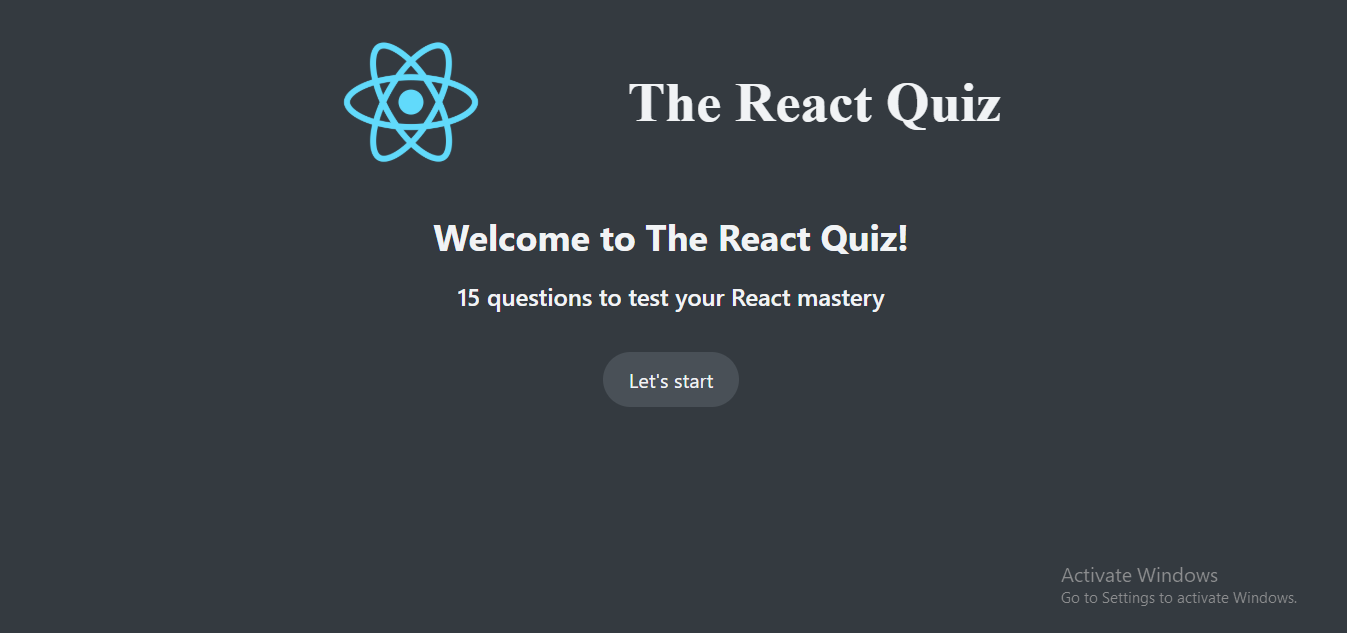 The React Quiz
Welcome to The React Quiz!
15 questions to test your React mastery
Let's start
Activate Windows
Go to Settings to activate Windows.